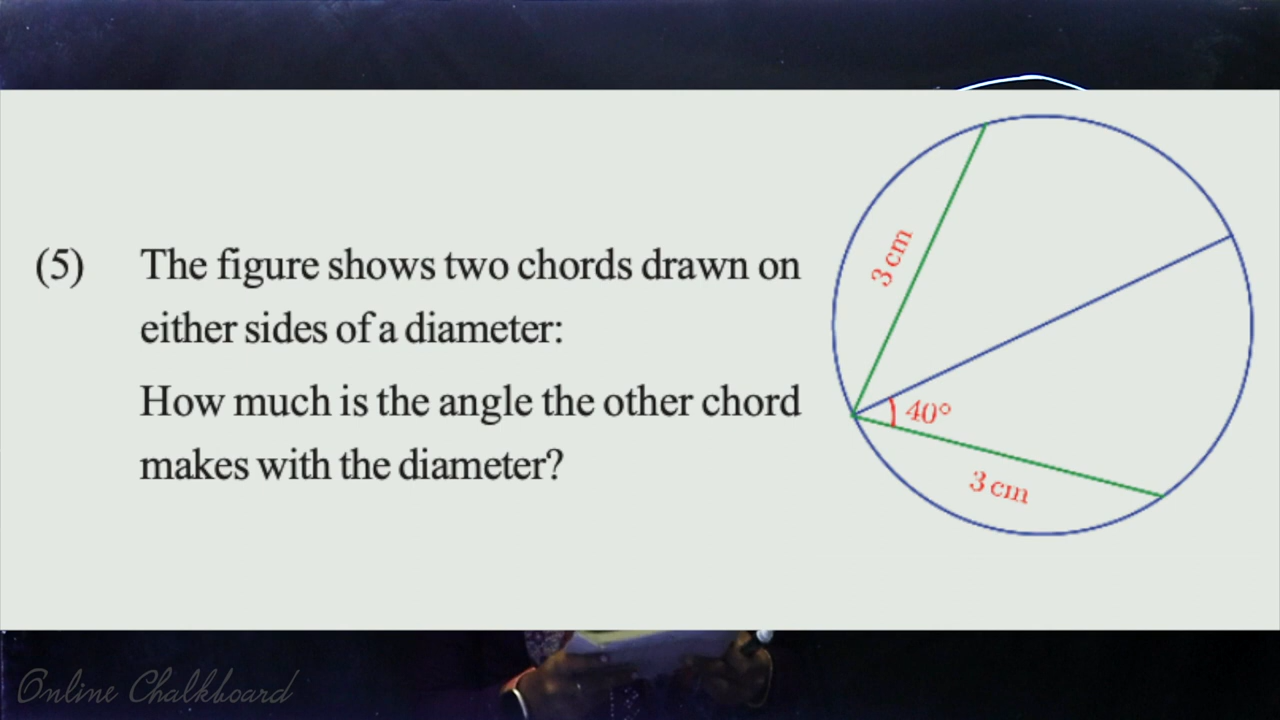 (5) The figure shows two chords drawn on
either sides of a diameter:
How much is the angle the other chord
makes with the diameter?
3 cm
40°
3 cm
Online Chalkboard